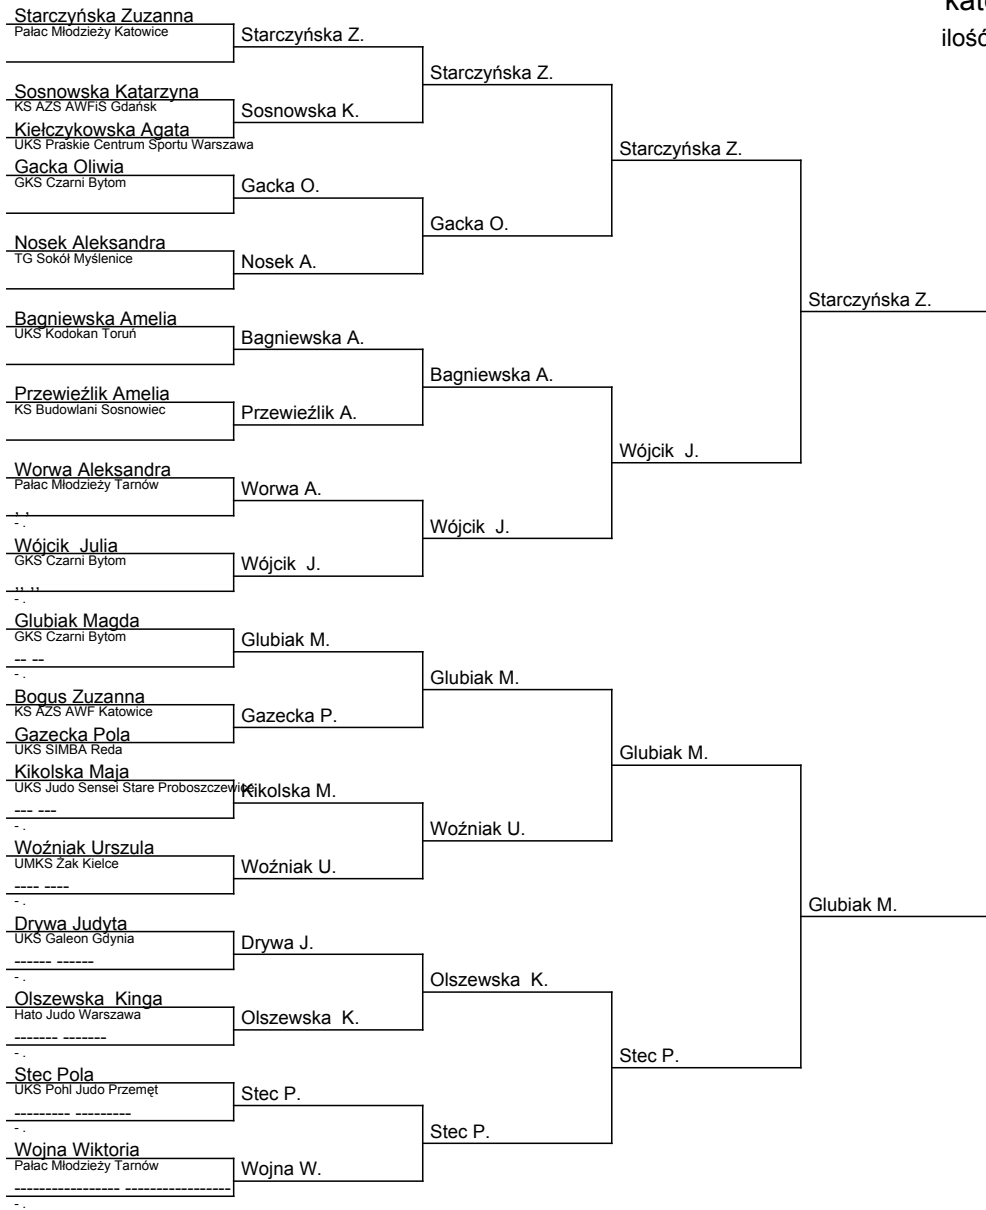 kat
ilość
Starczyńska Zuzanna
Pałac Młodzieży Katowice
Starczyńska Z.
Starczyńska Z.
Sosnowska Katarzyna
KS AZS AWFiS Gdańsk
Sosnowska K.
Kiełczykowska Agata
UKS Praskie Centrum Sportu Warszawa
Starczyńska Z.
Gacka Oliwia
GKS Czarni Bytom
Gacka O.
Gacka O.
Nosek Aleksandra
TG Sokół Myślenice
Nosek A.
Starczyńska Z.
Bagniewska Amelia
UKS Kodokan Toruń
Bagniewska A.
Bagniewska A.
Przewieźlik Amelia
KS Budowlani Sosnowiec
Przewieźlik A.
Wójcik  J.
Worwa Aleksandra
Pałac Młodzieży Tarnów
Worwa A.
, ,
- .
Wójcik  J.
Wójcik  Julia
GKS Czarni Bytom
Wójcik  J.
,, ,,
- .
Glubiak Magda
GKS Czarni Bytom
Glubiak M.
-- --
- .
Glubiak M.
Bogus Zuzanna
KS AZS AWF Katowice
Gazecka P.
Gazecka Pola
UKS SIMBA Reda
Glubiak M.
Kikolska Maja
UKS Judo Sensei Stare Proboszczewice
Kikolska M.
--- ---
- .
Woźniak U.
Woźniak Urszula
UMKS Żak Kielce
Woźniak U.
---- ----
- .
Glubiak M.
Drywa Judyta
UKS Galeon Gdynia
Drywa J.
------ ------
- .
Olszewska  K.
Olszewska  Kinga
Hato Judo Warszawa
Olszewska  K.
------- -------
- .
Stec P.
Stec Pola
UKS Pohl Judo Przemęt
Stec P.
--------- ---------
- .
Stec P.
Wojna Wiktoria
Pałac Młodzieży Tarnów
Wojna W.
----------------- -----------------
- .